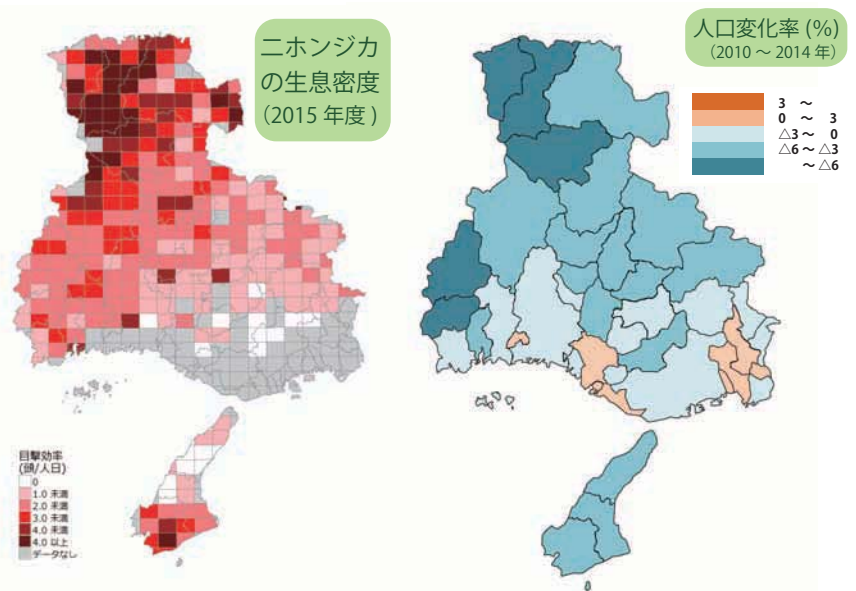 ニホンジカ
の生息密度
(2015 年度 )
目撃効率
(頭/人日)
0
1.0 未満
2.0 未満
3.0 未満
4.0 未満
4.0 以上
データなし
人口変化率 (%)
（2010 ～ 2014 年）
3 ～
0 ～ 3
△3 ～ 0
△6 ～ △3
～ △6